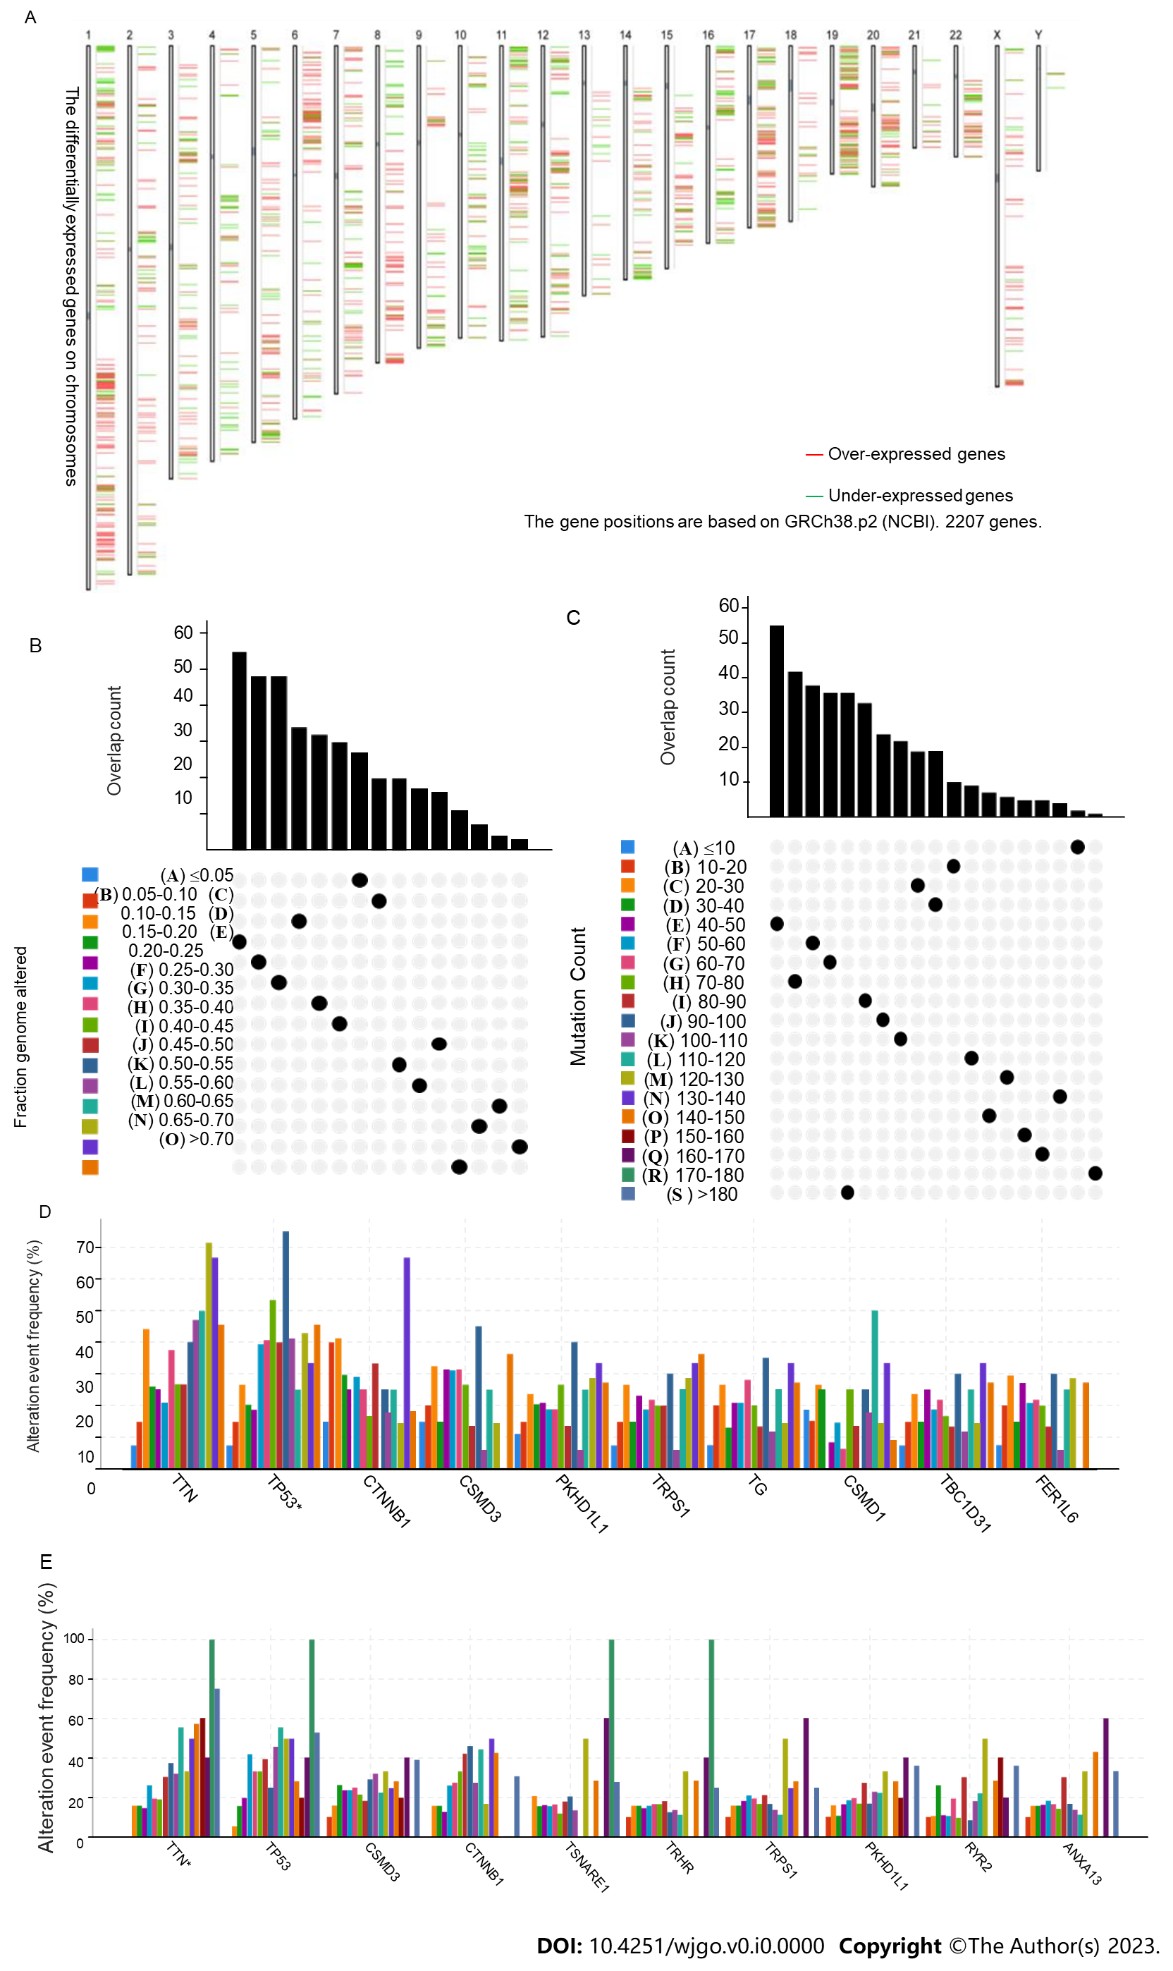 A
1 2 3 4 5 6 7 8 9 10 11 12 13 14 15 16 17 18 19 20 21 22 X Y
The differentially expressed genes on chromosomes
Over-expressed genes
Under-expressed genes
The gene positions are based on GRCh38.p2 (NCBI). 2207 genes.
B
Overlap count
60
50
40
30
20
10
Fraction genome altered
(A) ≤0.05
(B) 0.05-0.10 (C)
0.10-0.15 (D)
0.15-0.20 (E)
0.20-0.25
(F) 0.25-0.30
(G) 0.30-0.35
(H) 0.35-0.40
(I) 0.40-0.45
(J) 0.45-0.50
(K) 0.50-0.55
(L) 0.55-0.60
(M) 0.60-0.65
(N) 0.65-0.70
(O) >0.70
C
Overlap count
60
50
40
30
20
10
Mutation Count
(A) ≤10
(B) 10-20
(C) 20-30
(D) 30-40
(E) 40-50
(F) 50-60
(G) 60-70
(H) 70-80
(I) 80-90
(J) 90-100
(K) 100-110
(L) 110-120
(M) 120-130
(N) 130-140
(O) 140-150
(P) 150-160
(Q) 160-170
(R) 170-180
(S ) >180
D
Alteration event frequency (%)
70
60
50
40
30
20
10
0
TTN TP53* CTNNB1 CSMD3 PKHD1L1 TRPS1 TG CSMD1 TBC1D31 FER1L6
E
Alteration event frequency (%)
100
80
60
40
20
0
TTN* TP53 CSMD3 CTNNB1 TSNARE1 TRHR TRPS1 PKHD1L1 RYR2 ANXA13
DOI: 10.4251/wjgo.v0.i0.0000 Copyright ©The Author(s) 2023.